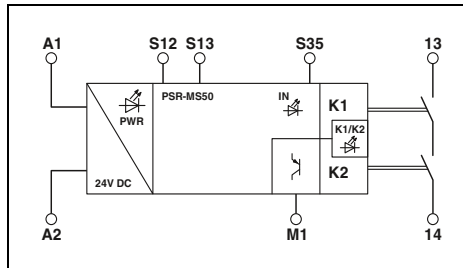 A1 S12 S13 S35 13
PSR-MS50 IN K1
PWR K1/K2
24V DC K2
A2 M1 14